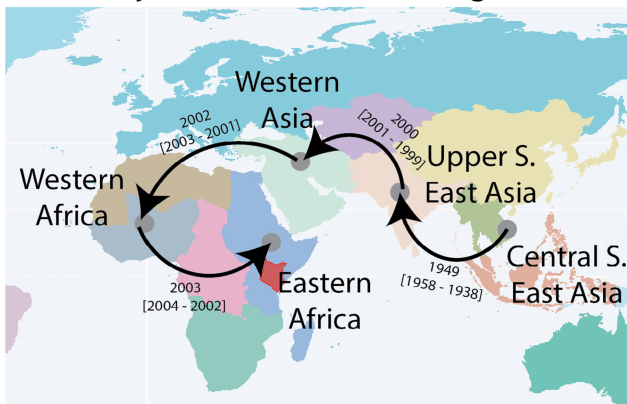 Western
Asia
2002
[2003 - 2001]
2000
[2001 - 1999]
Upper S.
East Asia
Western
Africa
Central S.
East Asia
1949
[1958 - 1938]
2003
[2004 - 2002]
Eastern
Africa